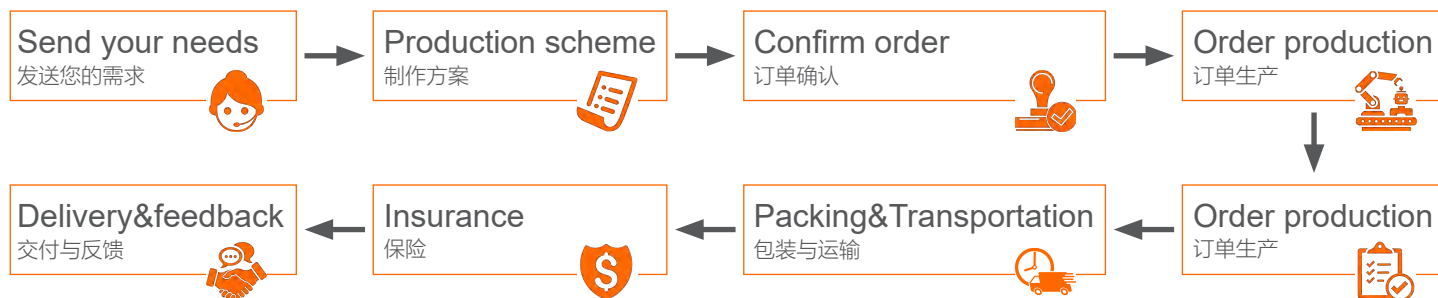 Send your needs
发送您的需求
Production scheme
制作方案
Confirm order
订单确认
Order production
订单生产
Order production
订单生产
Packing&Transportation
包装与运输
Insurance
保险
Delivery&feedback
交付与反馈